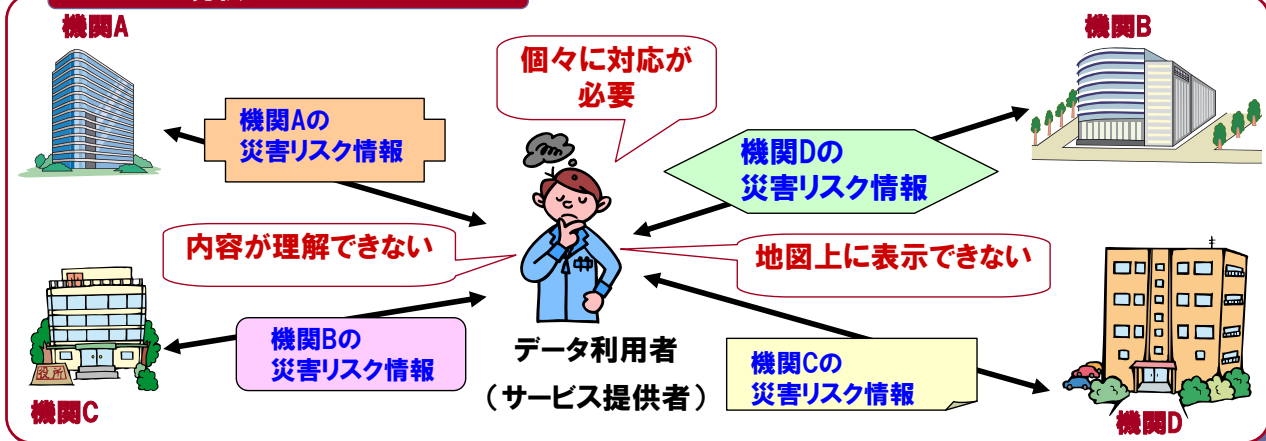 機関A
機関B
個々に対応が
必要
機関Aの
災害リスク情報
機関Dの
災害リスク情報
内容が理解できない
地図上に表示できない
機関Bの
災害リスク情報
データ利用者
（サービス提供者）
機関Cの
災害リスク情報
役所
機関C
機関D